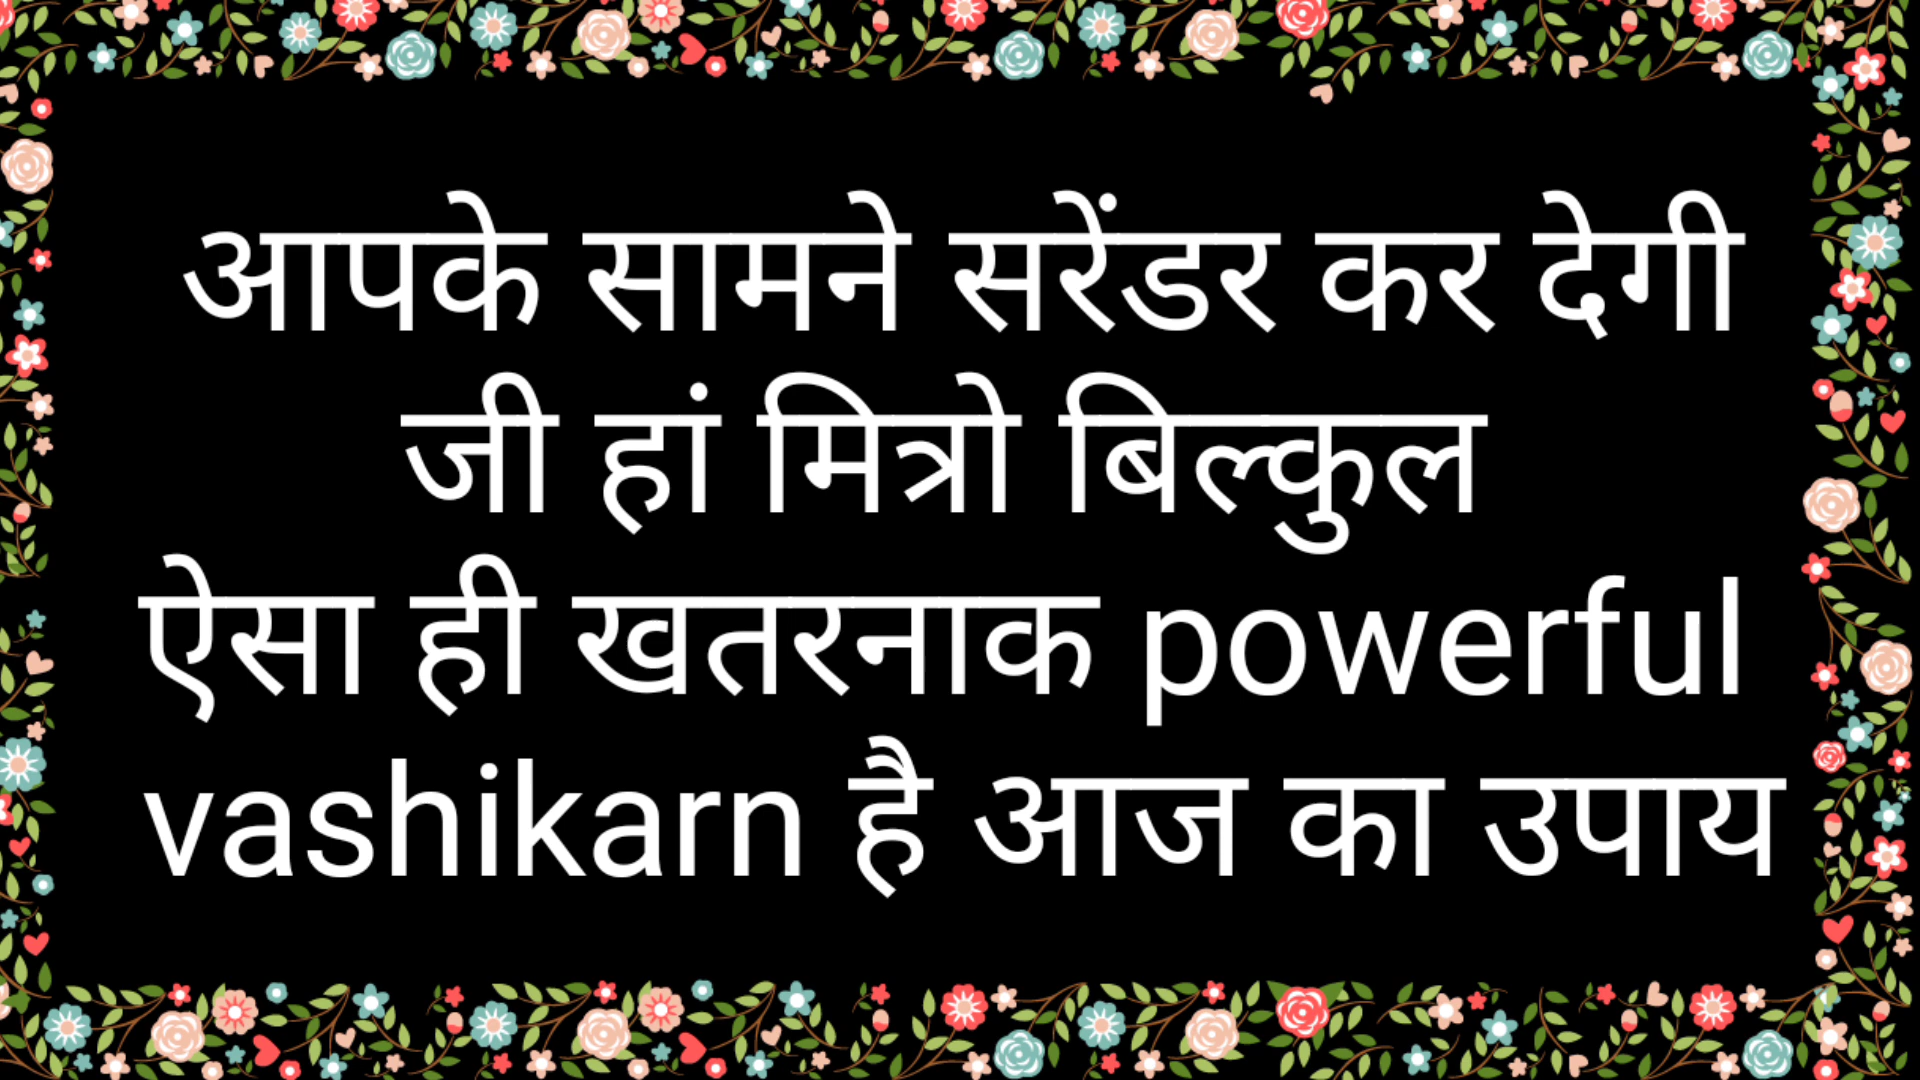 आपके सामने सरेंडर कर देगी
जी हां मित्रो बिल्कुल
ऐसा ही खतरनाक powerful
vashikarn है आज का उपाय